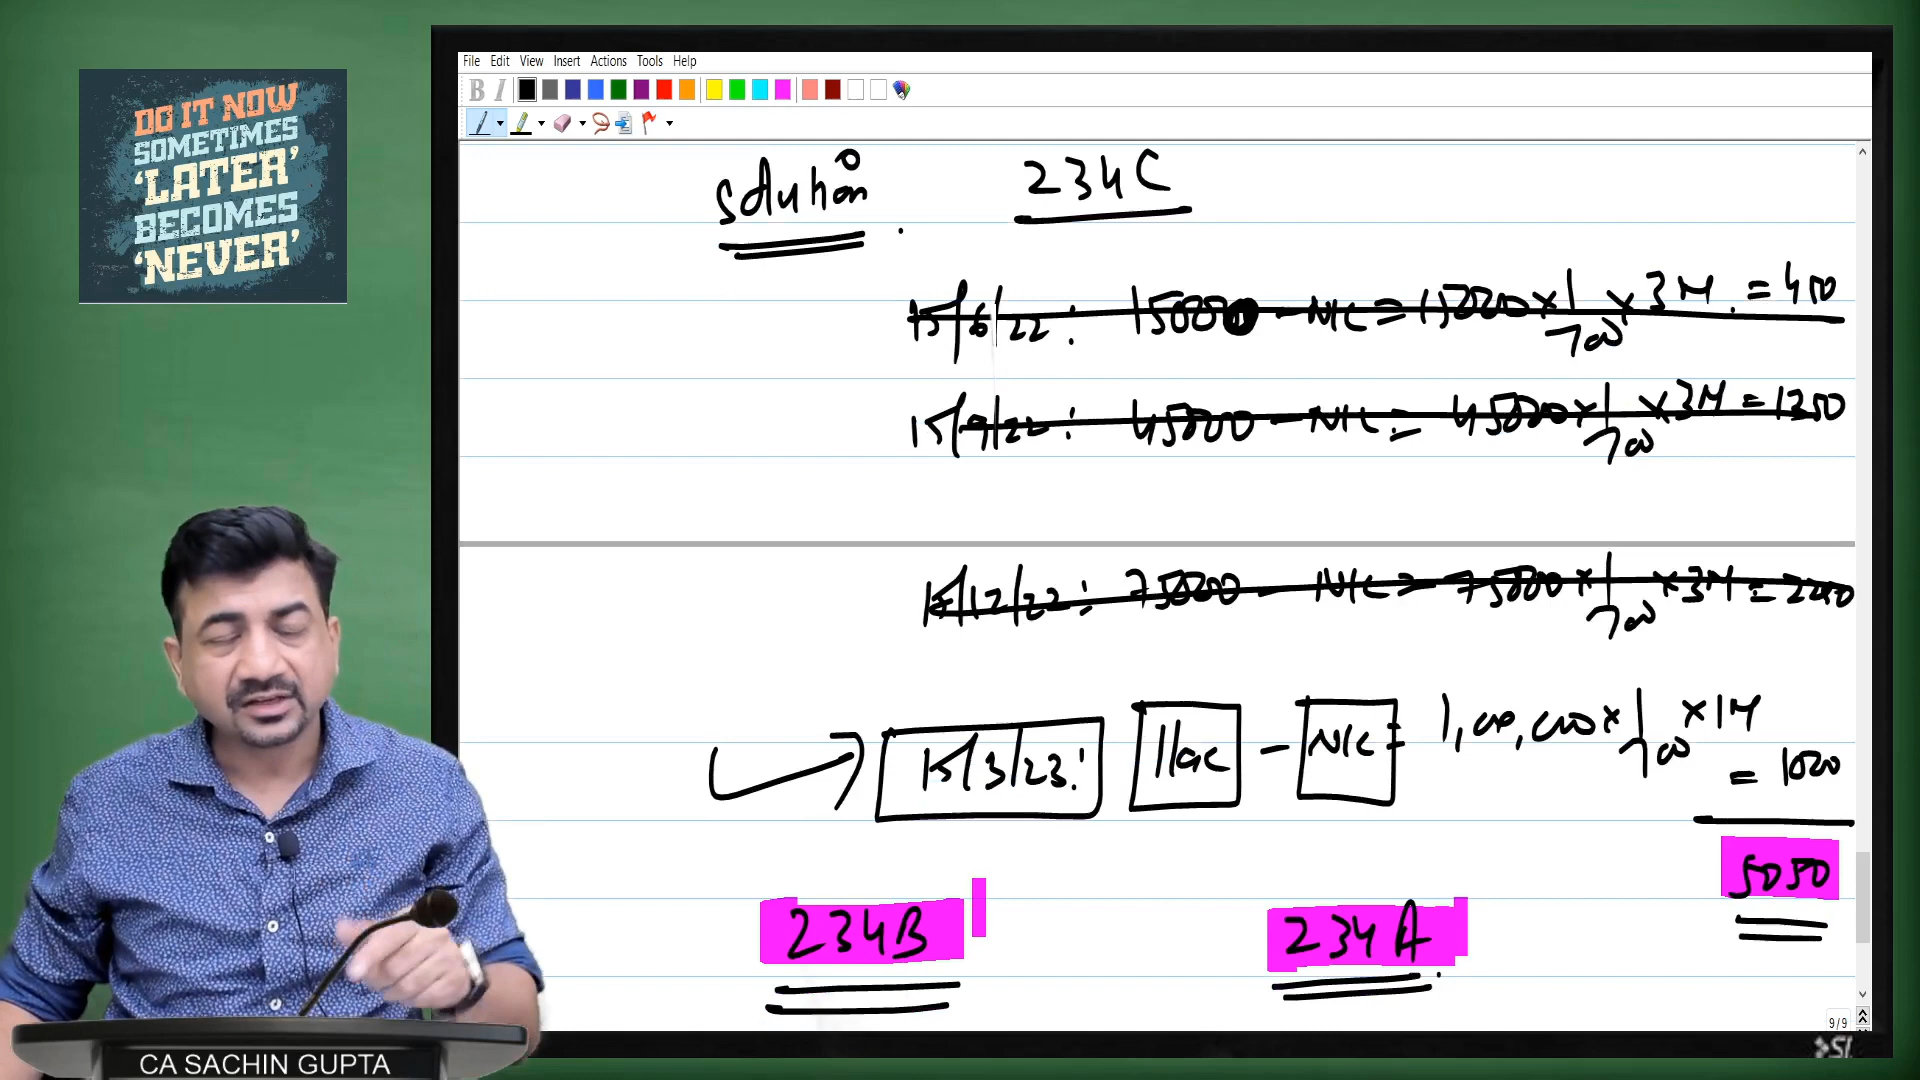 DO IT NOW
SOMETIMES
'LATER'
BECOMES
'NEVER'
File Edit View Insert Actions Tools Help
B I
Solution 234C
15/6/22: 15000 - NIL = 15000 × 1/100 × 3M = 450
15/9/22: 45000 - NIL = 45000 × 1/100 × 3M = 1350
15/12/22: 75000 - NIL = 75000 × 1/100 × 3M = 2250
15/3/23: 1 lac - NIL = 1,00,000 × 1/100 × 1M
= 1000
5050
234B 234A
9/9
CA SACHIN GUPTA